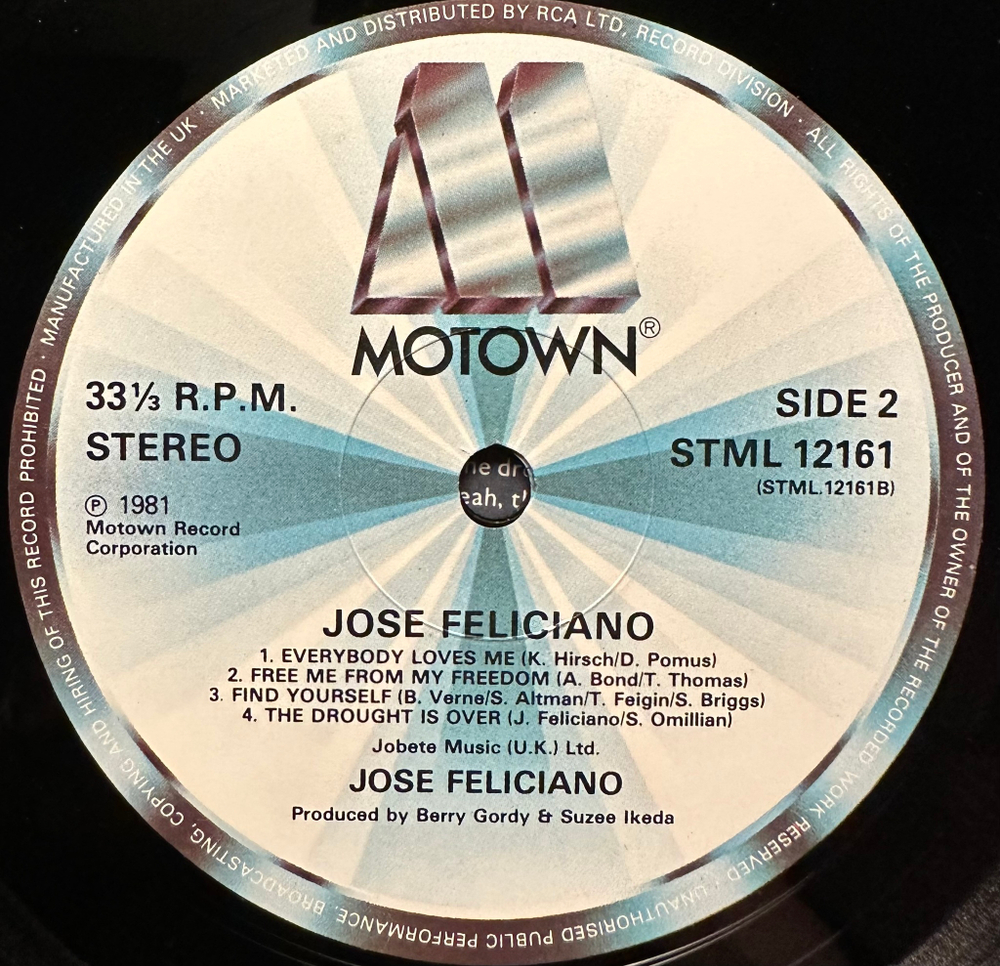 MANUFACTURED IN THE UK · MARKETED AND DISTRIBUTED BY RCA LTD, RECORD DIVISION · ALL RIGHTS OF THE PRODUCER AND OF THE OWNER OF THE RECORDED WORK RESERVED · UNAUTHORISED PUBLIC PERFORMANCE, BROADCASTING, COPYING AND HIRING OF THIS RECORD PROHIBITED ·
MOTOWN®
33⅓ R.P.M.
STEREO
℗ 1981
Motown Record
Corporation
SIDE 2
STML 12161
(STML.12161B)
JOSE FELICIANO
1. EVERYBODY LOVES ME (K. Hirsch/D. Pomus)
2. FREE ME FROM MY FREEDOM (A. Bond/T. Thomas)
3. FIND YOURSELF (B. Verne/S. Altman/T. Feigin/S. Briggs)
4. THE DROUGHT IS OVER (J. Feliciano/S. Omillian)
Jobete Music (U.K.) Ltd.
JOSE FELICIANO
Produced by Berry Gordy & Suzee Ikeda